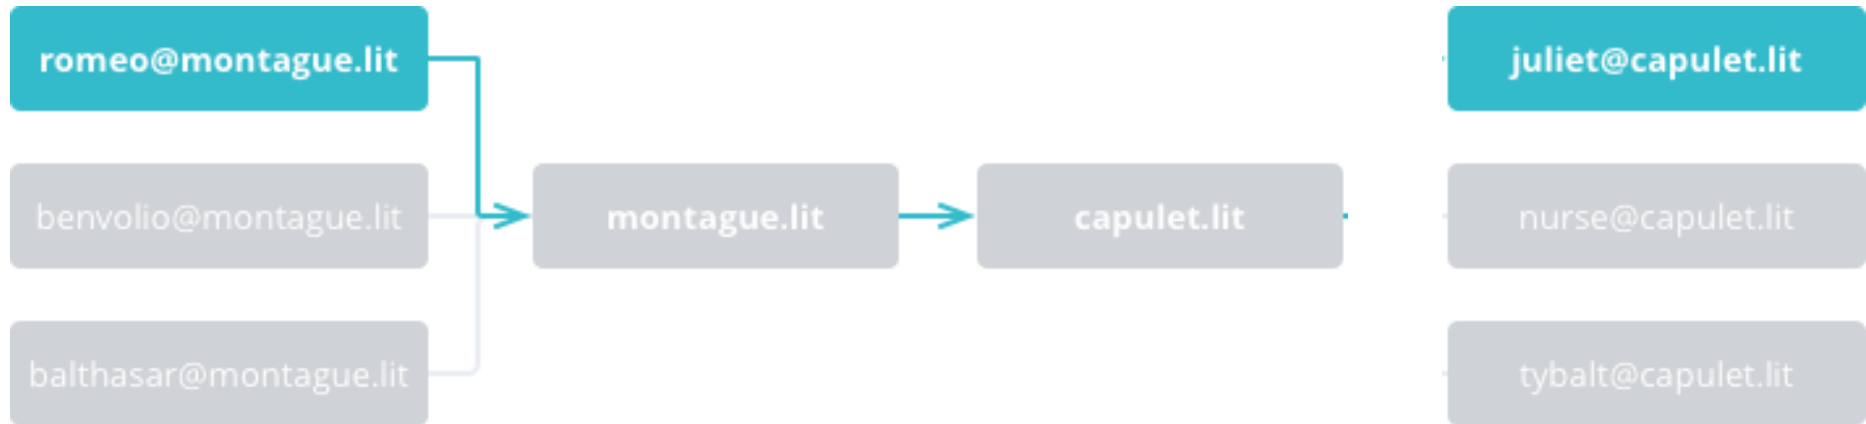 romeo@montague.lit
juliet@capulet.lit
benvolio@montague.lit
montague.lit
capulet.lit
nurse@capulet.lit
balthasar@montague.lit
tybalt@capulet.lit